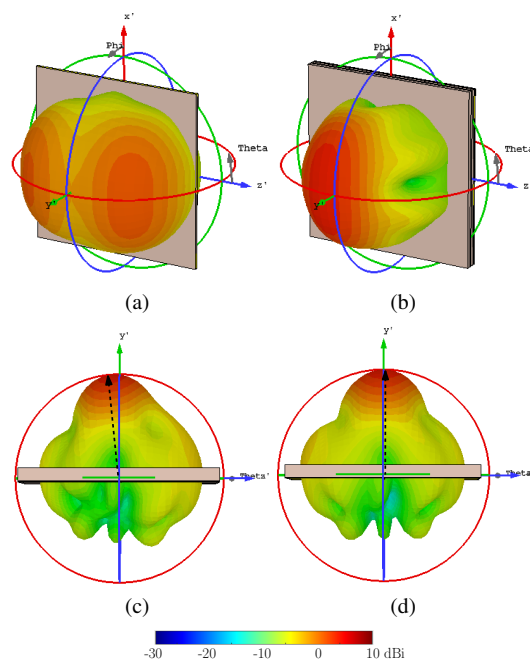 x'
x'
Phi
Phi
Theta
Theta
z'
z'
y'
y'
(a)
(b)
y'
y'
Theta
z'
Theta
(c)
(d)
-30
-20
-10
0
10 dBi